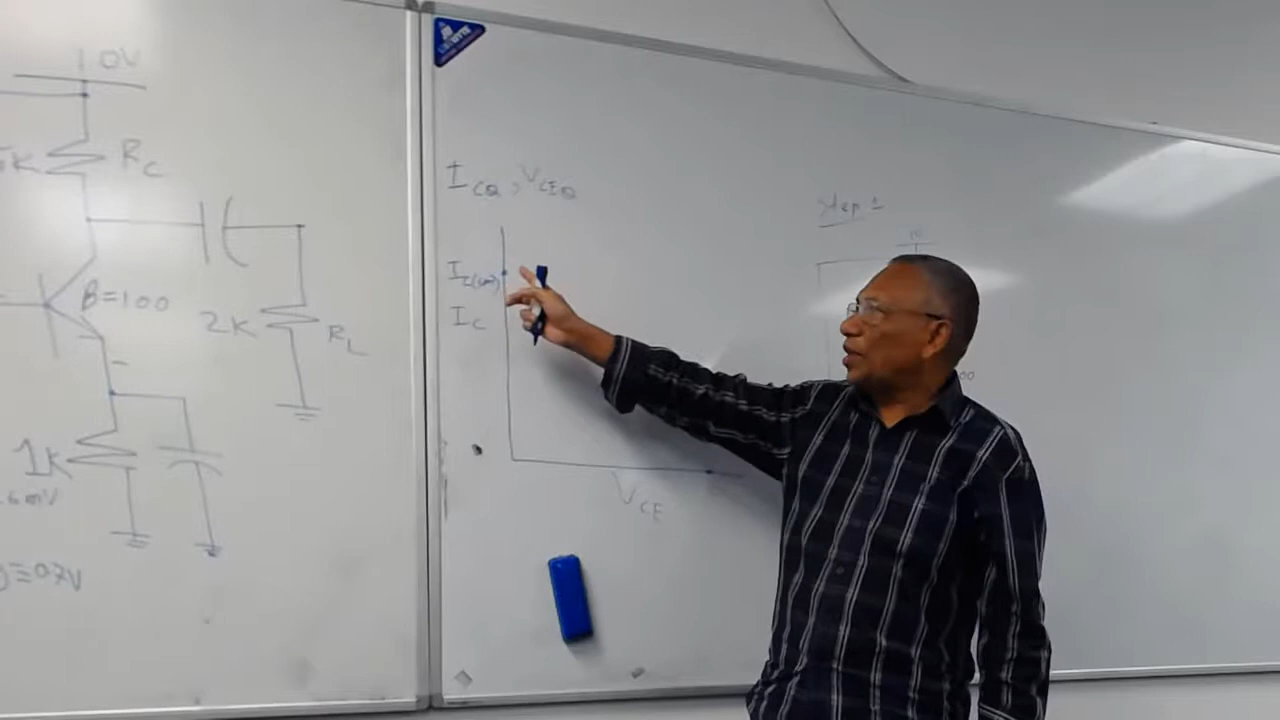 10V
RC
β=100
2K
RL
1K
≡0.7V
ICQ, VCEQ
IC(sat)
IC
VCE
Step 1